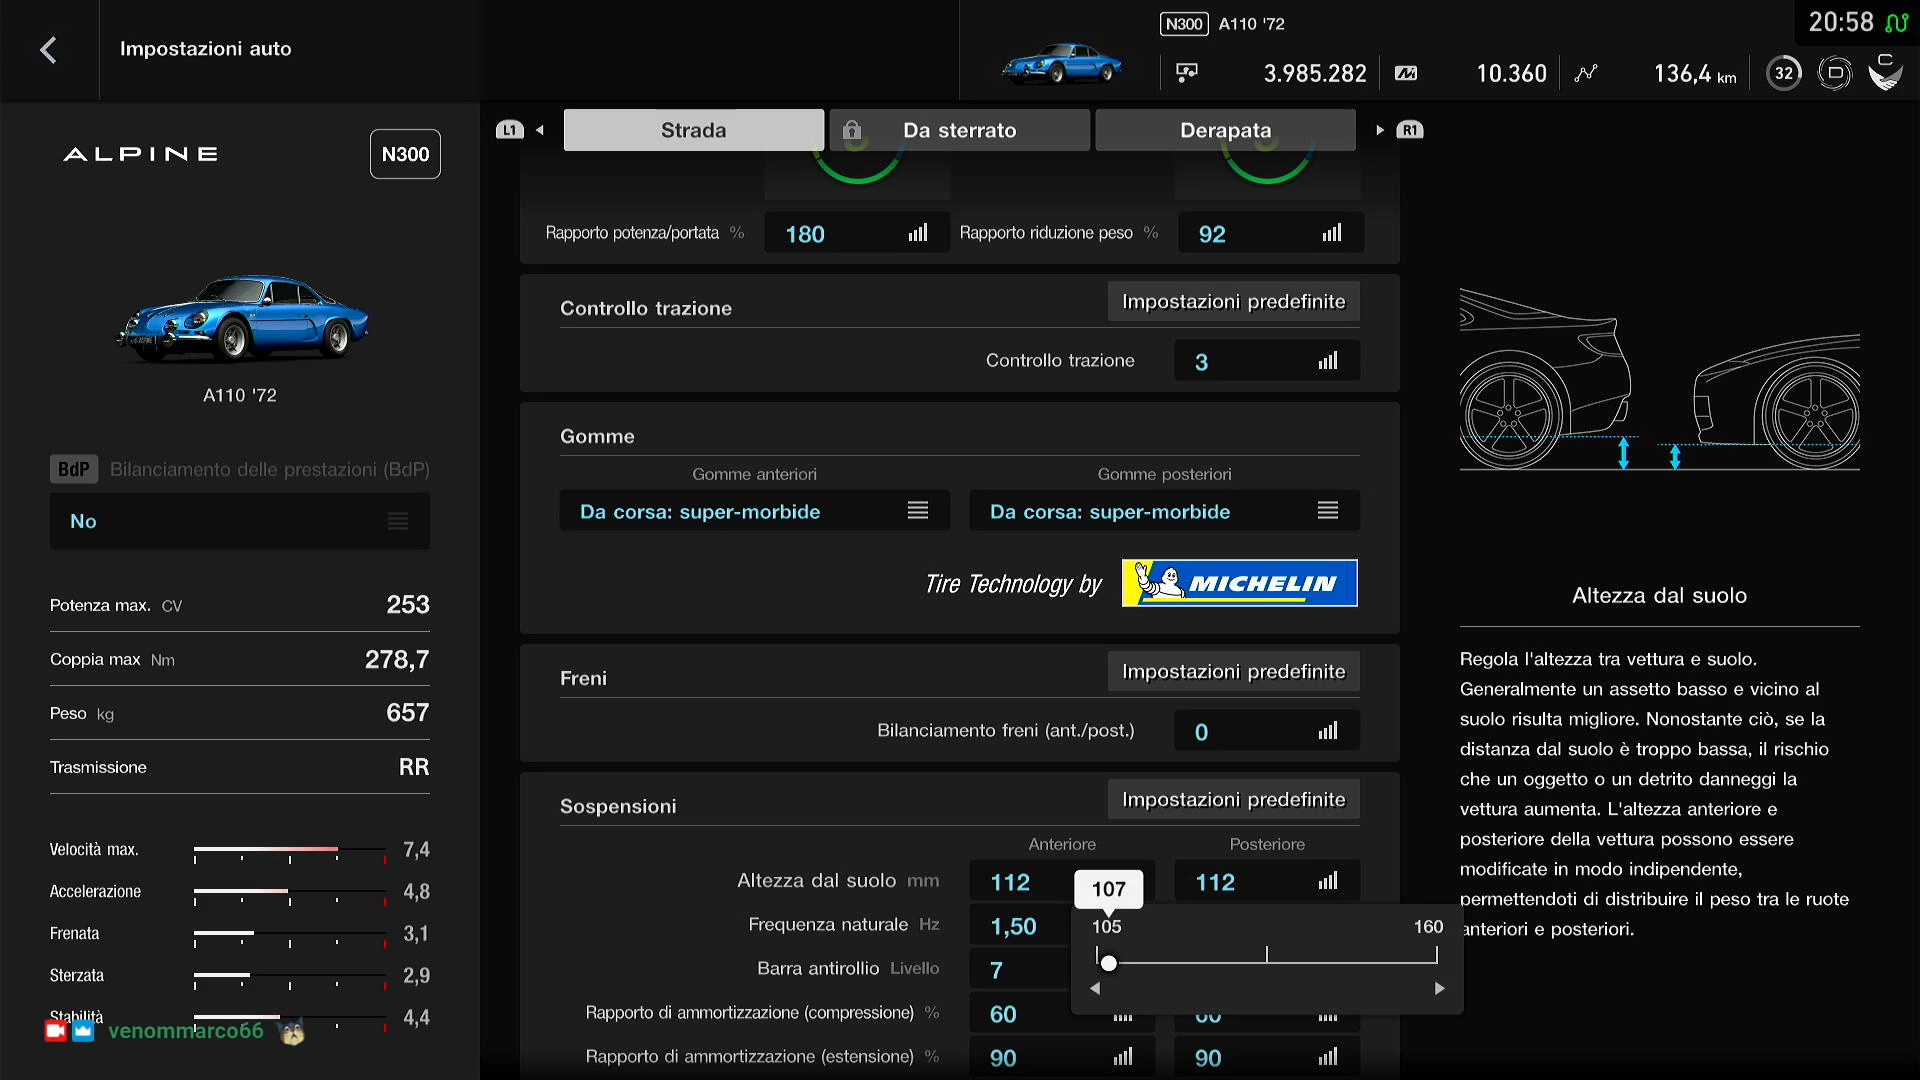 Impostazioni auto
N300 A110 '72
20:58
3.985.282
10.360
136,4 km
32
D
C
L1
Strada
Da sterrato
Derapata
R1
ALPINE
N300
A110 '72
BdP Bilanciamento delle prestazioni (BdP)
No
Potenza max. CV 253
Coppia max Nm 278,7
Peso kg 657
Trasmissione RR
Velocità max. 7,4
Accelerazione 4,8
Frenata 3,1
Sterzata 2,9
Stabilità 4,4
venommarco66
Rapporto potenza/portata % 180
Rapporto riduzione peso % 92
Controllo trazione
Impostazioni predefinite
Controllo trazione 3
Gomme
Gomme anteriori
Gomme posteriori
Da corsa: super-morbide
Da corsa: super-morbide
Tire Technology by MICHELIN
Freni
Impostazioni predefinite
Bilanciamento freni (ant./post.) 0
Sospensioni
Impostazioni predefinite
Anteriore
Posteriore
Altezza dal suolo mm 112 112
107
105 160
Frequenza naturale Hz 1,50
Barra antirollio Livello 7
Rapporto di ammortizzazione (compressione) % 60 60
Rapporto di ammortizzazione (estensione) % 90 90
Altezza dal suolo
Regola l'altezza tra vettura e suolo.
Generalmente un assetto basso e vicino al
suolo risulta migliore. Nonostante ciò, se la
distanza dal suolo è troppo bassa, il rischio
che un oggetto o un detrito danneggi la
vettura aumenta. L'altezza anteriore e
posteriore della vettura possono essere
modificate in modo indipendente,
permettendoti di distribuire il peso tra le ruote
anteriori e posteriori.